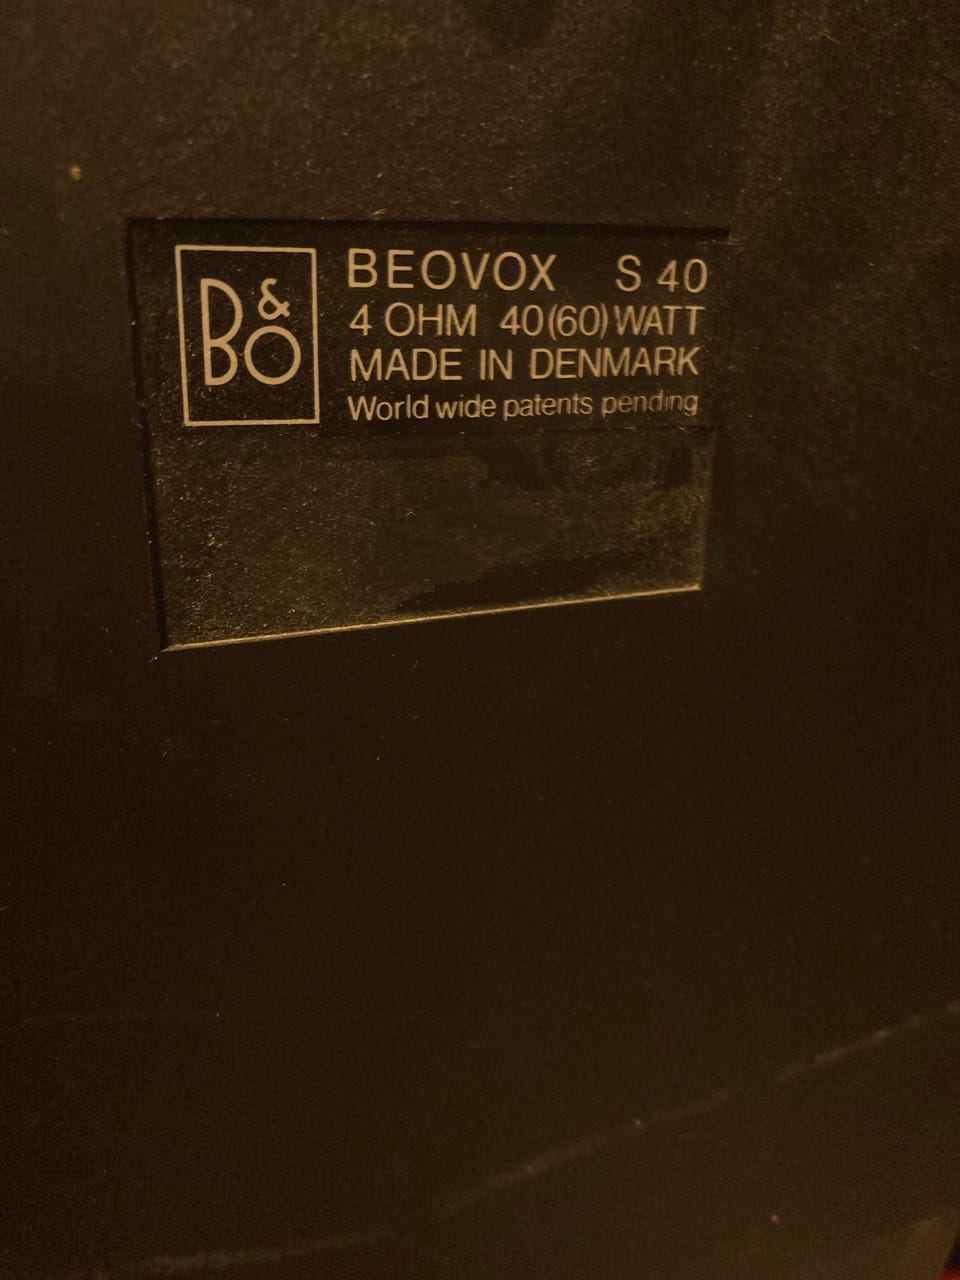 B&O
BEOVOX S 40
4 OHM 40(60) WATT
MADE IN DENMARK
World wide patents pending